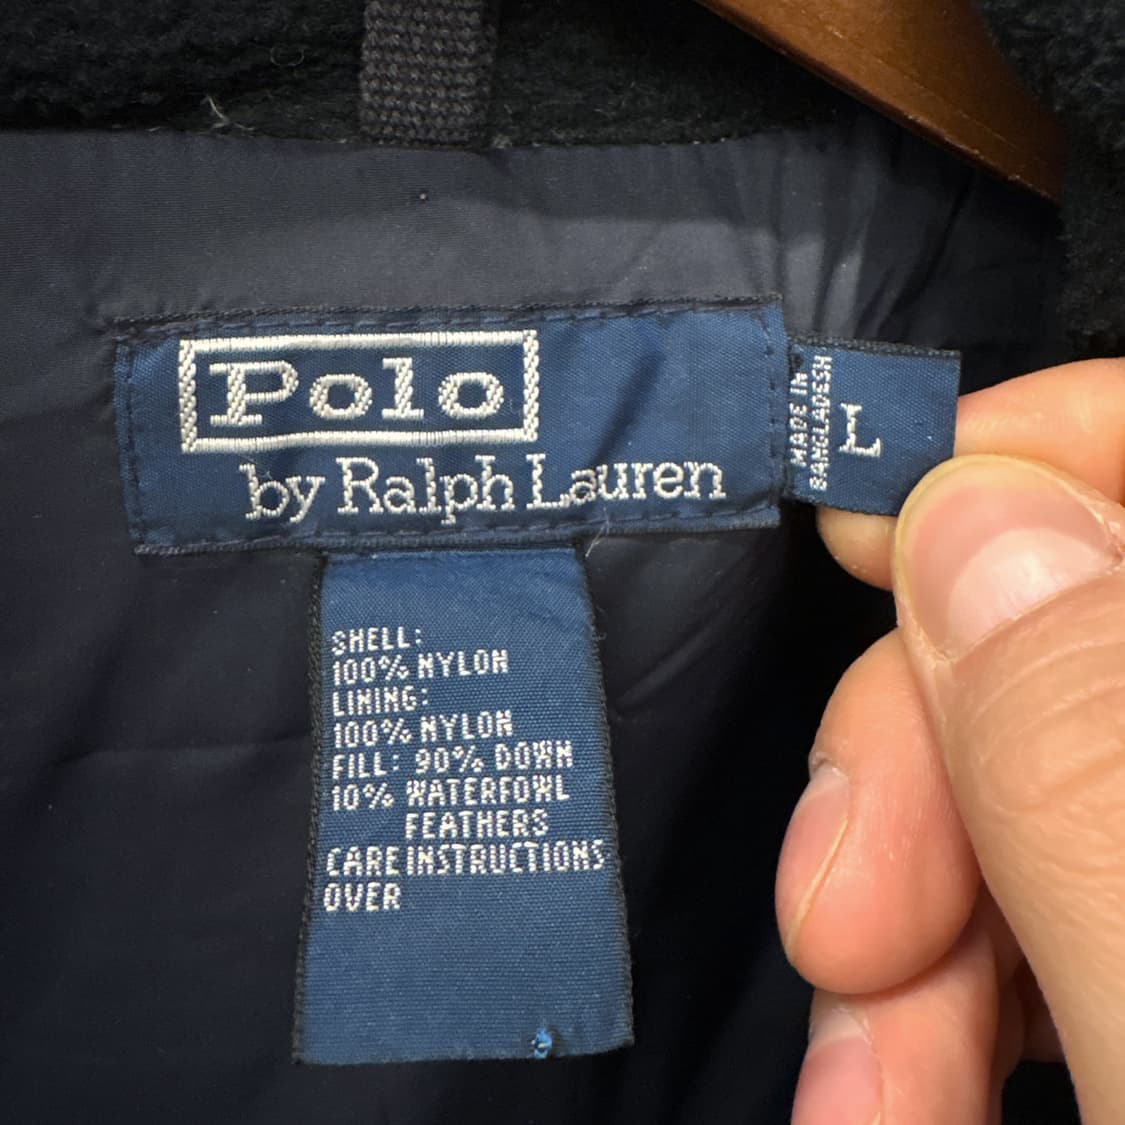 Polo
by Ralph Lauren
MADE IN
BANGLADESH
L
SHELL:
100% NYLON
LINING:
100% NYLON
FILL: 90% DOWN
10% WATERFOWL
FEATHERS
CARE INSTRUCTIONS
OVER